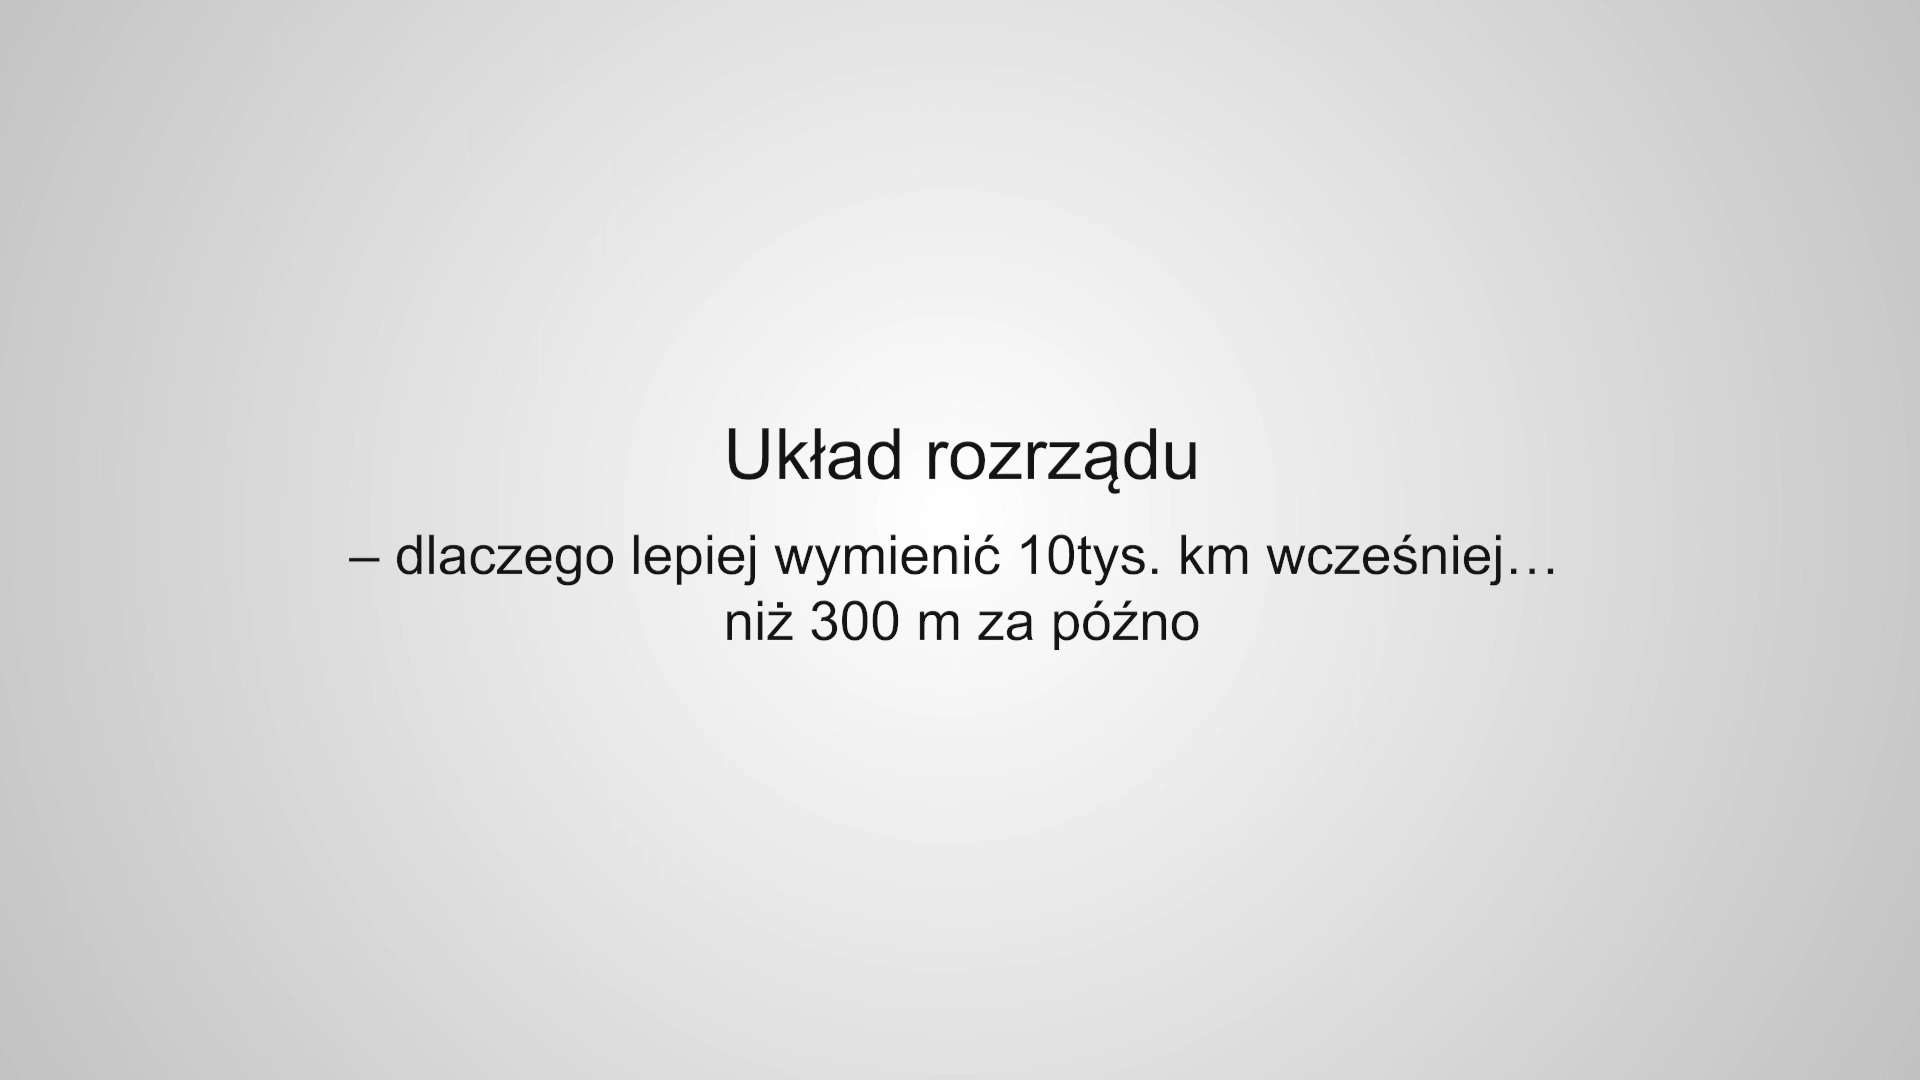 Układ rozrządu
– dlaczego lepiej wymienić 10tys. km wcześniej…
niż 300 m za późno